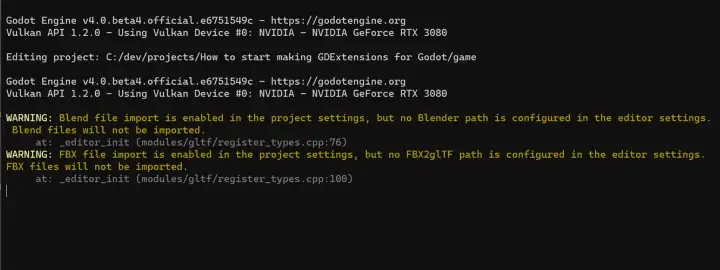 Godot Engine v4.0.beta4.official.e6751549c - https://godotengine.org
Vulkan API 1.2.0 - Using Vulkan Device #0: NVIDIA - NVIDIA GeForce RTX 3080
Editing project: C:/dev/projects/How to start making GDExtensions for Godot/game
Godot Engine v4.0.beta4.official.e6751549c - https://godotengine.org
Vulkan API 1.2.0 - Using Vulkan Device #0: NVIDIA - NVIDIA GeForce RTX 3080
WARNING: Blend file import is enabled in the project settings, but no Blender path is configured in the editor settings.
Blend files will not be imported.
at: _editor_init (modules/gltf/register_types.cpp:76)
WARNING: FBX file import is enabled in the project settings, but no FBX2glTF path is configured in the editor settings.
FBX files will not be imported.
at: _editor_init (modules/gltf/register_types.cpp:100)